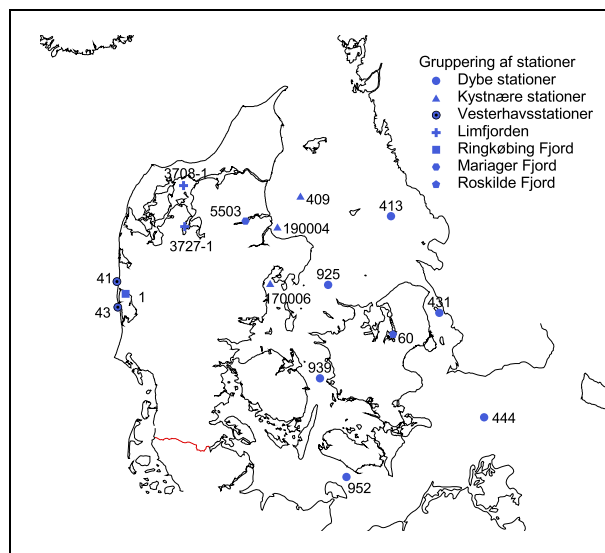 Gruppering af stationer
Dybe stationer
Kystnære stationer
Vesterhavsstationer
Limfjorden
Ringkøbing Fjord
Mariager Fjord
Roskilde Fjord
3708-1
409
5503
413
190004
3727-1
41
925
1
170006
43
431
60
939
444
952